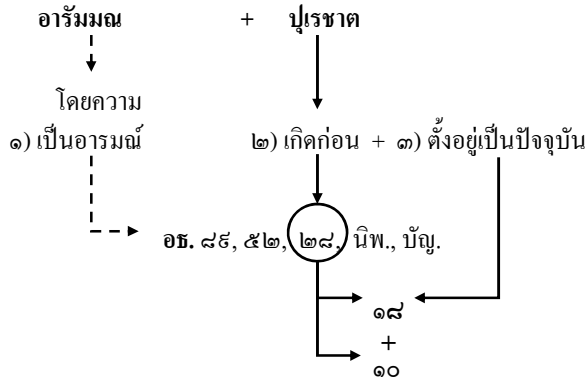 อารัมมณ + ปุเรชาต
โดยความ
๑) เป็นอารมณ์ ๒) เกิดก่อน + ๓) ตั้งอยู่เป็นปัจจุบัน
อธ. ๘๙, ๕๒, ๒๘, นิพ., บัญ.
๑๘
+
๑๐